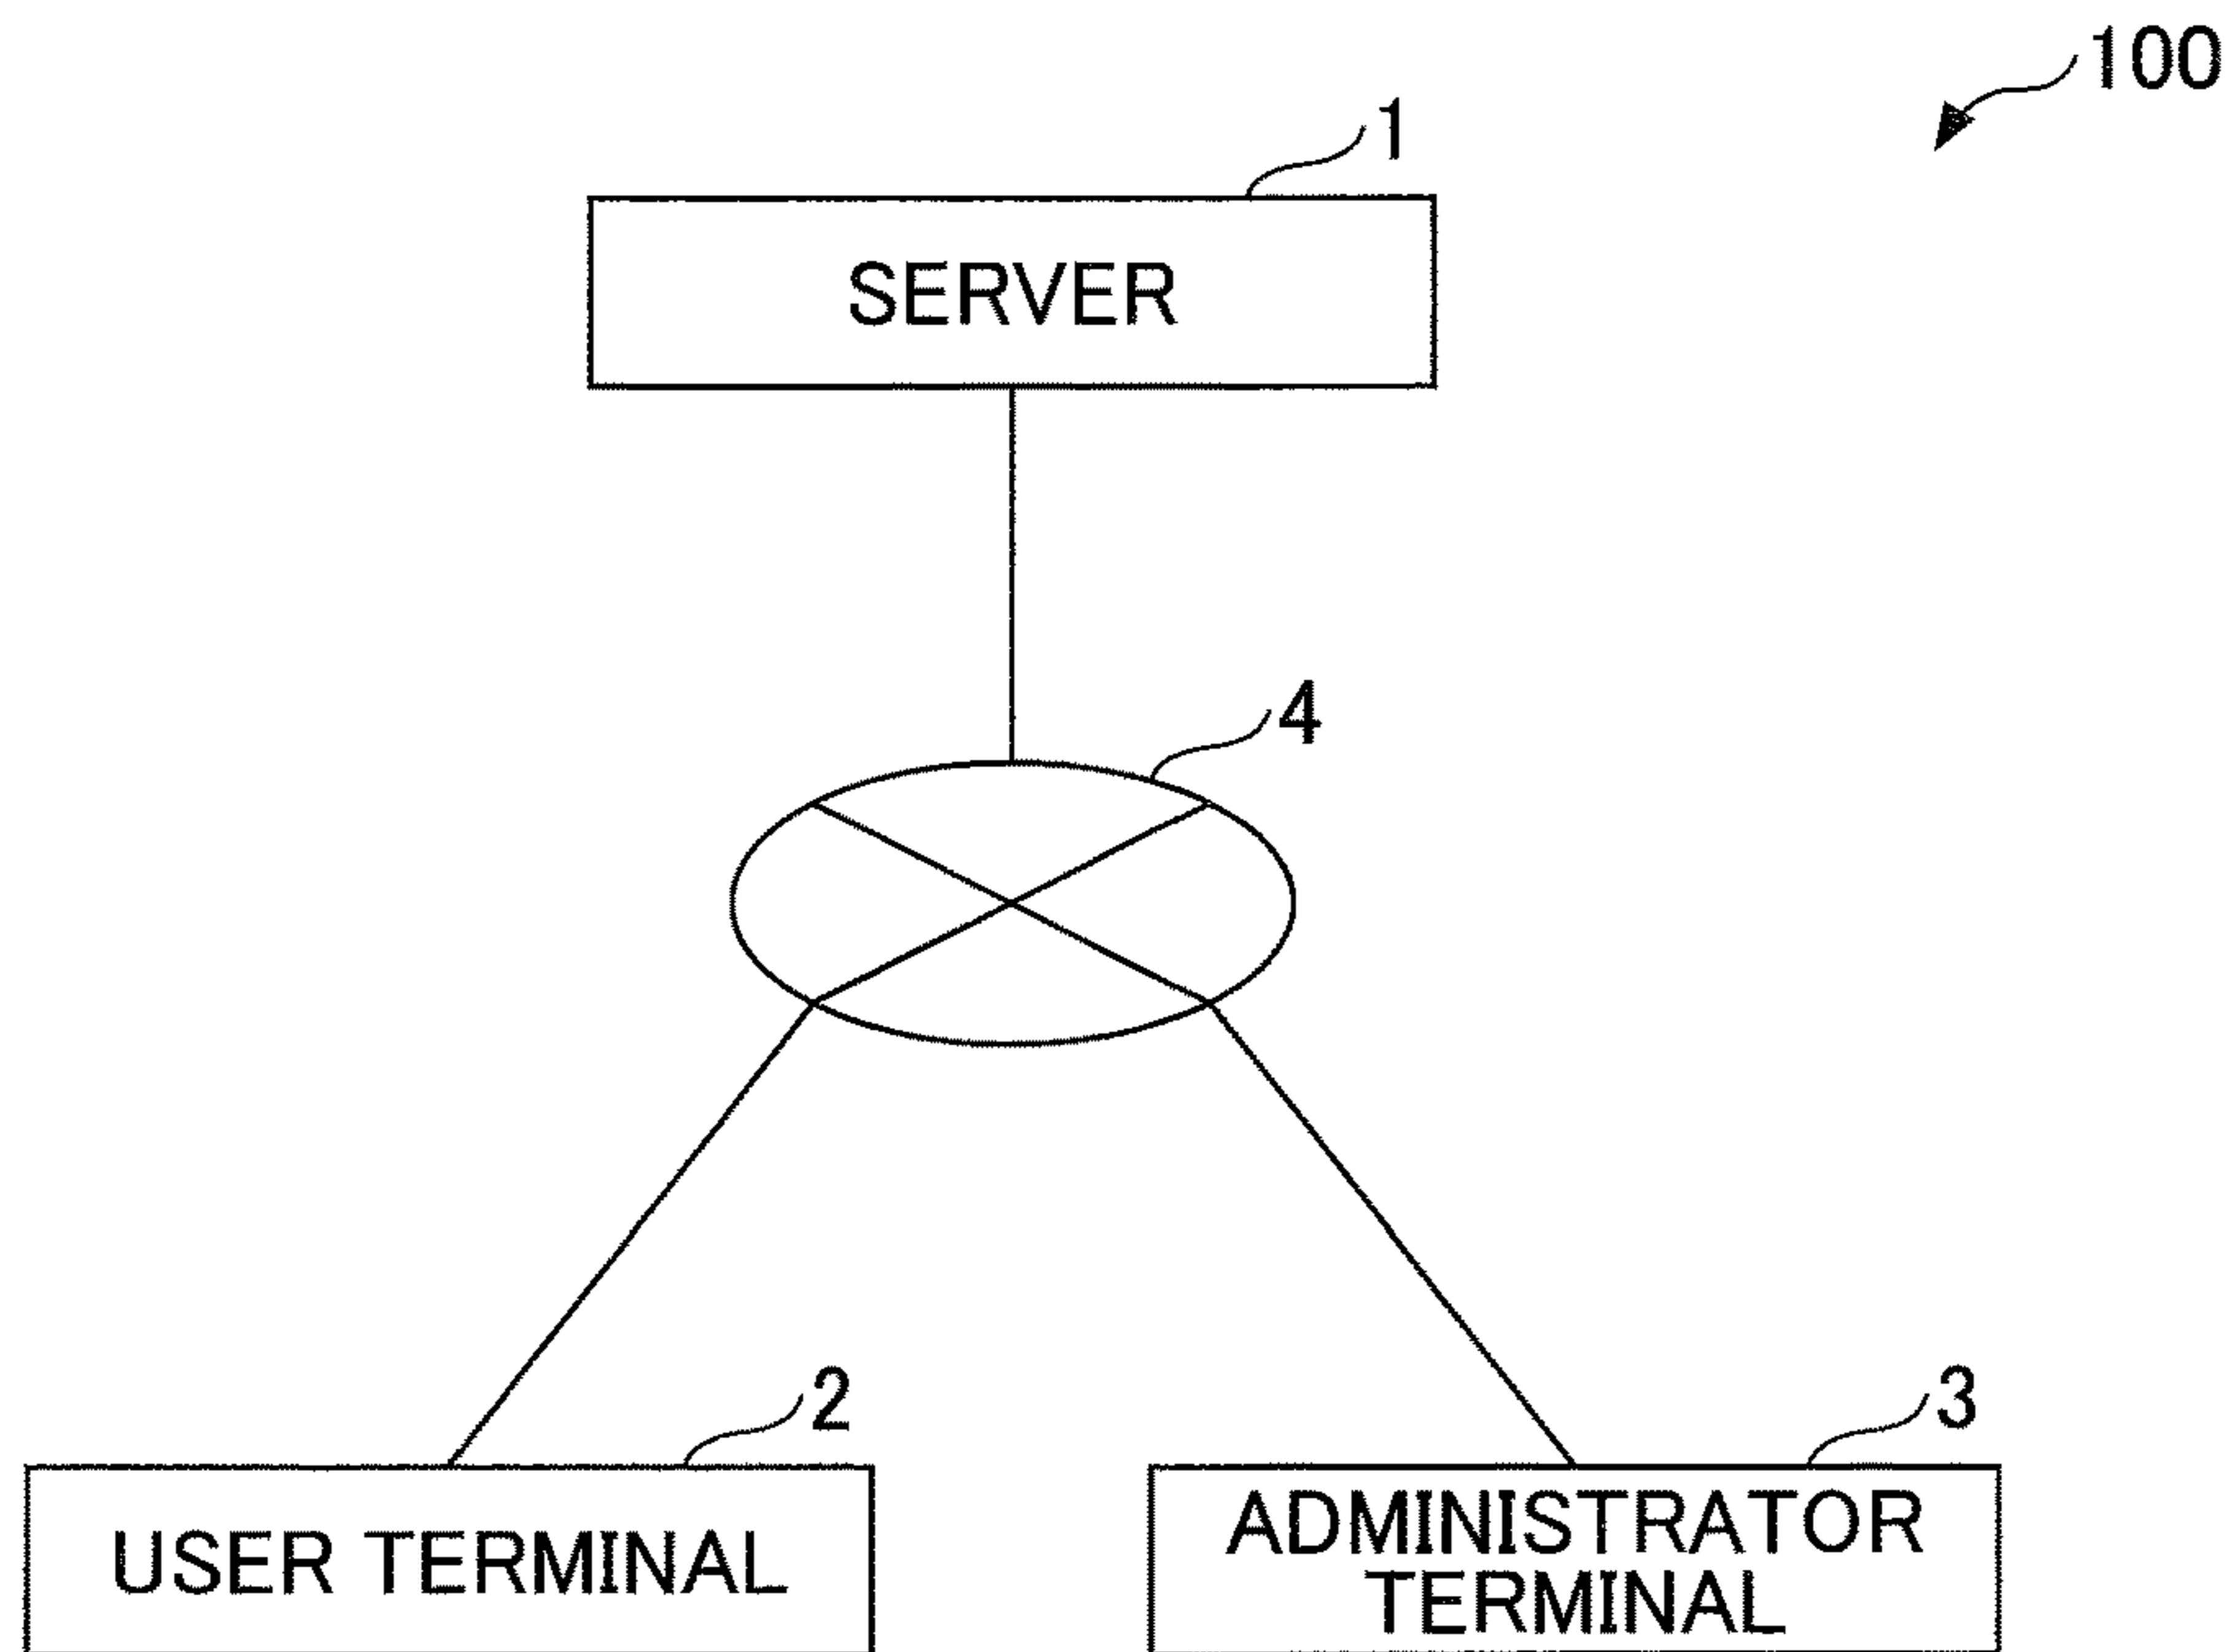 100
1
SERVER
4
2
3
USER TERMINAL
ADMINISTRATOR
TERMINAL